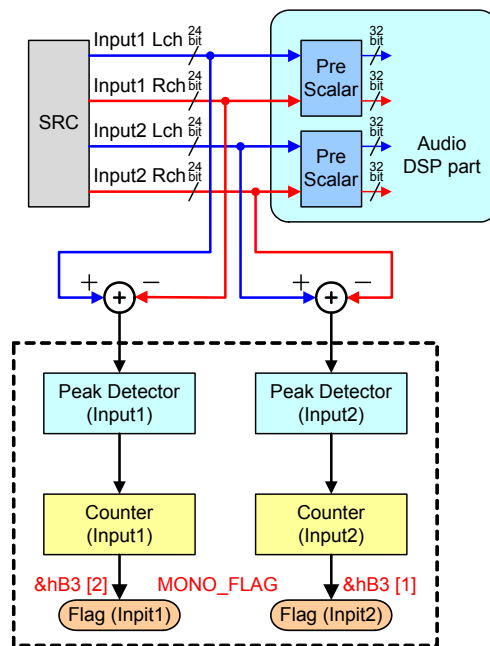 Input1 Lch
24
bit
32
bit
Input1 Rch
24
bit
Pre
Scalar
32
bit
SRC
Input2 Lch
24
bit
32
bit
Audio
DSP part
Input2 Rch
24
bit
Pre
Scalar
32
bit
+ −
+
+ −
+
Peak Detector
(Input1)
Peak Detector
(Input2)
Counter
(Input1)
Counter
(Input2)
&hB3 [2] MONO_FLAG &hB3 [1]
Flag (Inpit1)
Flag (Inpit2)